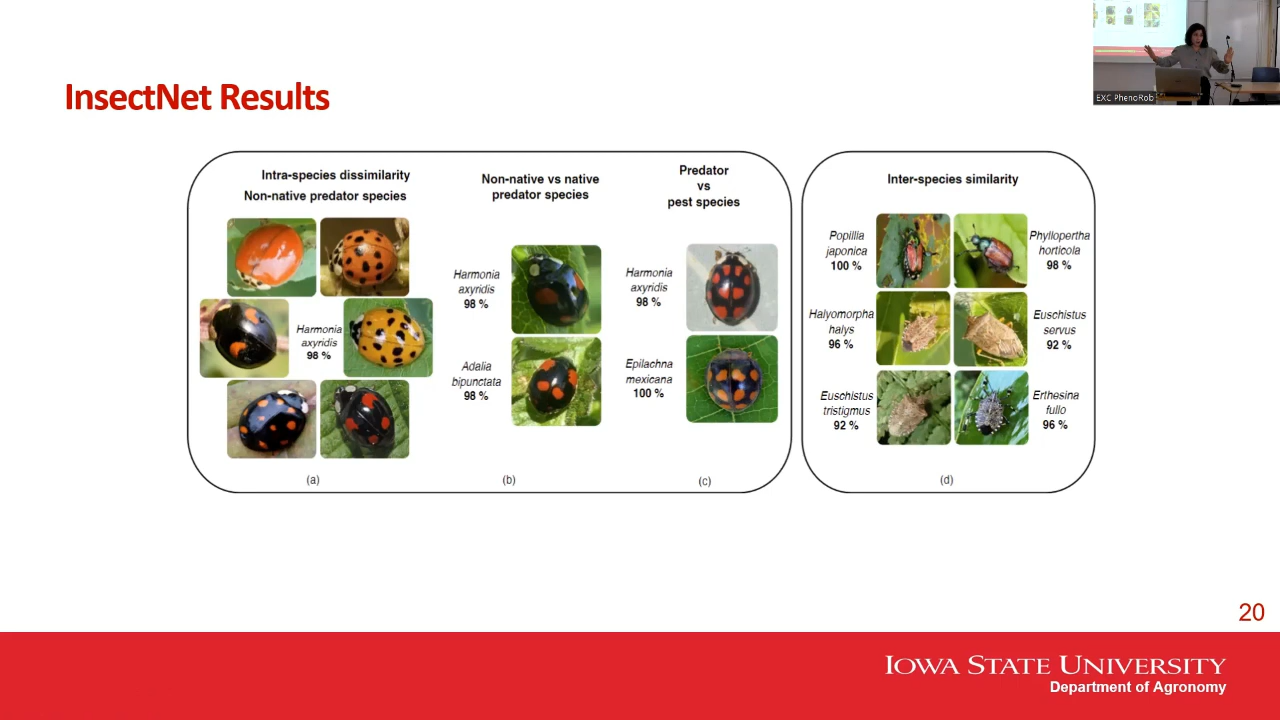 EXC PhenoRob
InsectNet Results
Intra-species dissimilarity
Non-native predator species
Harmonia
axyridis
98 %
(a)
Non-native vs native
predator species
Harmonia
axyridis
98 %
Adalia
bipunctata
98 %
(b)
Predator
vs
pest species
Harmonia
axyridis
98 %
Epilachna
mexicana
100 %
(c)
Inter-species similarity
Popillia
japonica
100 %
Phyllopertha
horticola
98 %
Halyomorpha
halys
96 %
Euschistus
servus
92 %
Euschistus
tristigmus
92 %
Erthesina
fullo
96 %
(d)
20
IOWA STATE UNIVERSITY
Department of Agronomy